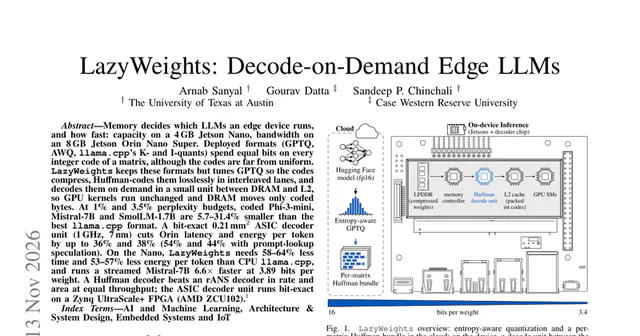 LazyWeights: Decode-on-Demand Edge LLMs
Arnab Sanyal † Gourav Datta ‡ Sandeep P. Chinchali †
† The University of Texas at Austin ‡ Case Western Reserve University
Abstract—Memory decides which LLMs an edge device runs,
and how fast: capacity on a 4 GB Jetson Nano, bandwidth on
an 8 GB Jetson Orin Nano Super. Deployed formats (GPTQ,
AWQ, llama.cpp's K- and I-quants) spend equal bits on every
integer code of a matrix, although the codes are far from uniform.
LazyWeights keeps these formats but tunes GPTQ so the codes
compress, Huffman-codes them losslessly in interleaved lanes, and
decodes them on demand in a small unit between DRAM and L2,
so GPU kernels run unchanged and DRAM moves only coded
bytes. At 1% and 3.5% perplexity budgets, coded Phi-3-mini,
Mistral-7B and SmolLM-1.7B are 5.7–31.4% smaller than the
best llama.cpp format. A bit-exact 0.21 mm² ASIC decoder
unit (1 GHz, 7 nm) cuts Orin latency and energy per token
by up to 36% and 38% (54% and 44% with prompt-lookup
speculation). On the Nano, LazyWeights needs 58–64% less
time and 53–57% less energy per token than CPU llama.cpp,
and runs a streamed Mistral-7B 6.6× faster at 3.89 bits per
weight. A Huffman decoder beats an rANS decoder in rate and
area at equal throughput; the ASIC decoder unit runs bit-exact
on a Zynq UltraScale+ FPGA (AMD ZCU102).¹
Index Terms—AI and Machine Learning, Architecture &
System Design, Embedded Systems and IoT
13 Nov 2026
Cloud
Hugging Face
model (fp16)
Entropy-aware
GPTQ
Per-matrix
Huffman bundle
On-device Inference
(Jetsons + decoder chip)
LPDDR
(compressed
weights)
memory
controller
Huffman
decode unit
L2 cache
(packed
int codes)
GPU SMs
16 bits per weight 3.4
Fig. 1. LazyWeights overview: entropy-aware quantization and a per-